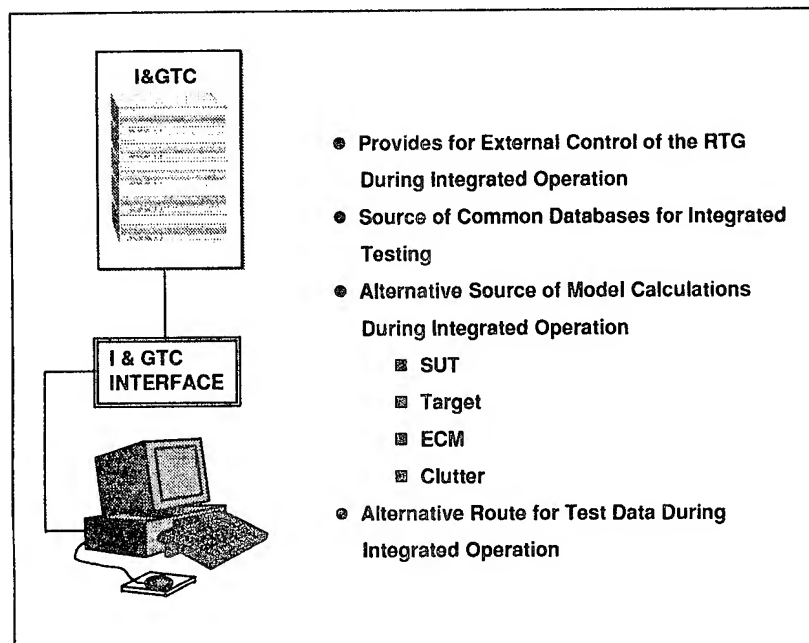 I&GTC
I & GTC
INTERFACE
Provides for External Control of the RTG
During Integrated Operation
Source of Common Databases for Integrated
Testing
Alternative Source of Model Calculations
During Integrated Operation
SUT
Target
ECM
Clutter
Alternative Route for Test Data During
Integrated Operation